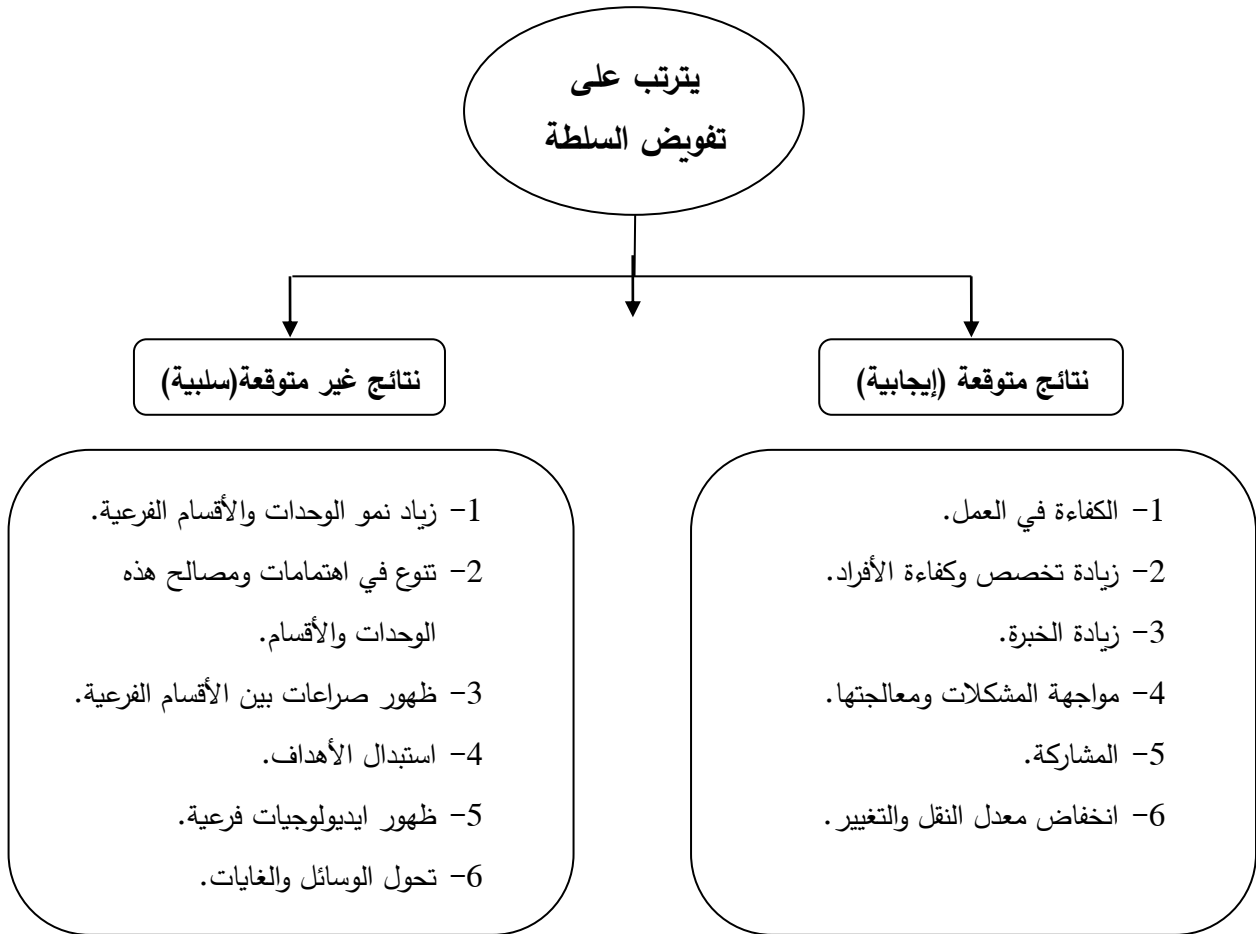 يترتب على
تفويض السلطة
نتائج متوقعة (إيجابية)
1- الكفاءة في العمل.
2- زيادة تخصص وكفاءة الأفراد.
3- زيادة الخبرة.
4- مواجهة المشكلات ومعالجتها.
5- المشاركة.
6- انخفاض معدل النقل والتغيير.
نتائج غير متوقعة(سلبية)
1- زياد نمو الوحدات والأقسام الفرعية.
2- تتوع في اهتمامات ومصالح هذه
الوحدات والأقسام.
3- ظهور صراعات بين الأقسام الفرعية.
4- استبدال الأهداف.
5- ظهور ايديولوجيات فرعية.
6- تحول الوسائل والغايات.